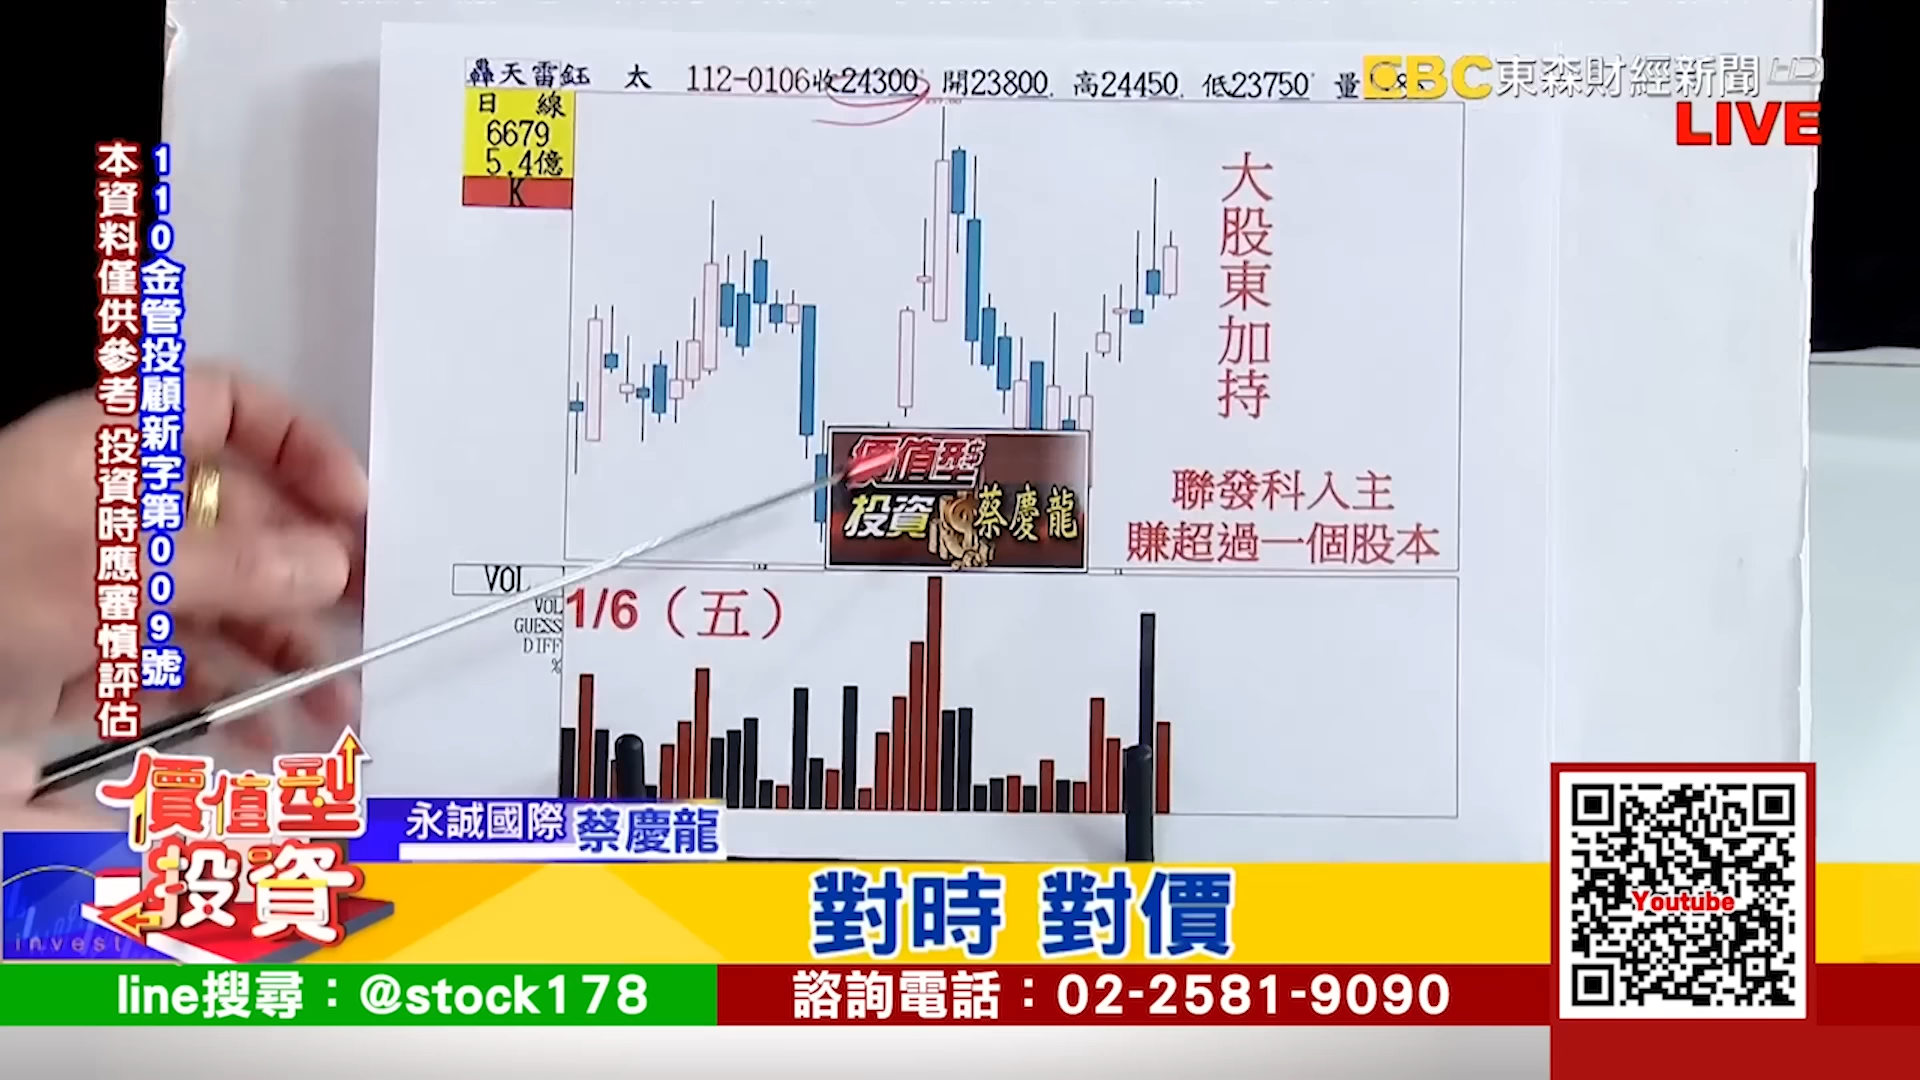 轟天雷鈺 太 112-0106收24300 開23800 高24450 低23750 量
日 線
6679
5.4億
K
EBC東森財經新聞HD
LIVE
110金管投顧新字第009號
本資料僅供參考 投資時應審慎評估
大股東加持
聯發科入主
賺超過一個股本
價值型
投資
蔡慶龍
VOL
VOL
GUESS
DIFF
%
1/6（五）
價值型
投資
invest
永誠國際 蔡慶龍
對時 對價
Youtube
line搜尋：@stock178
諮詢電話：02-2581-9090